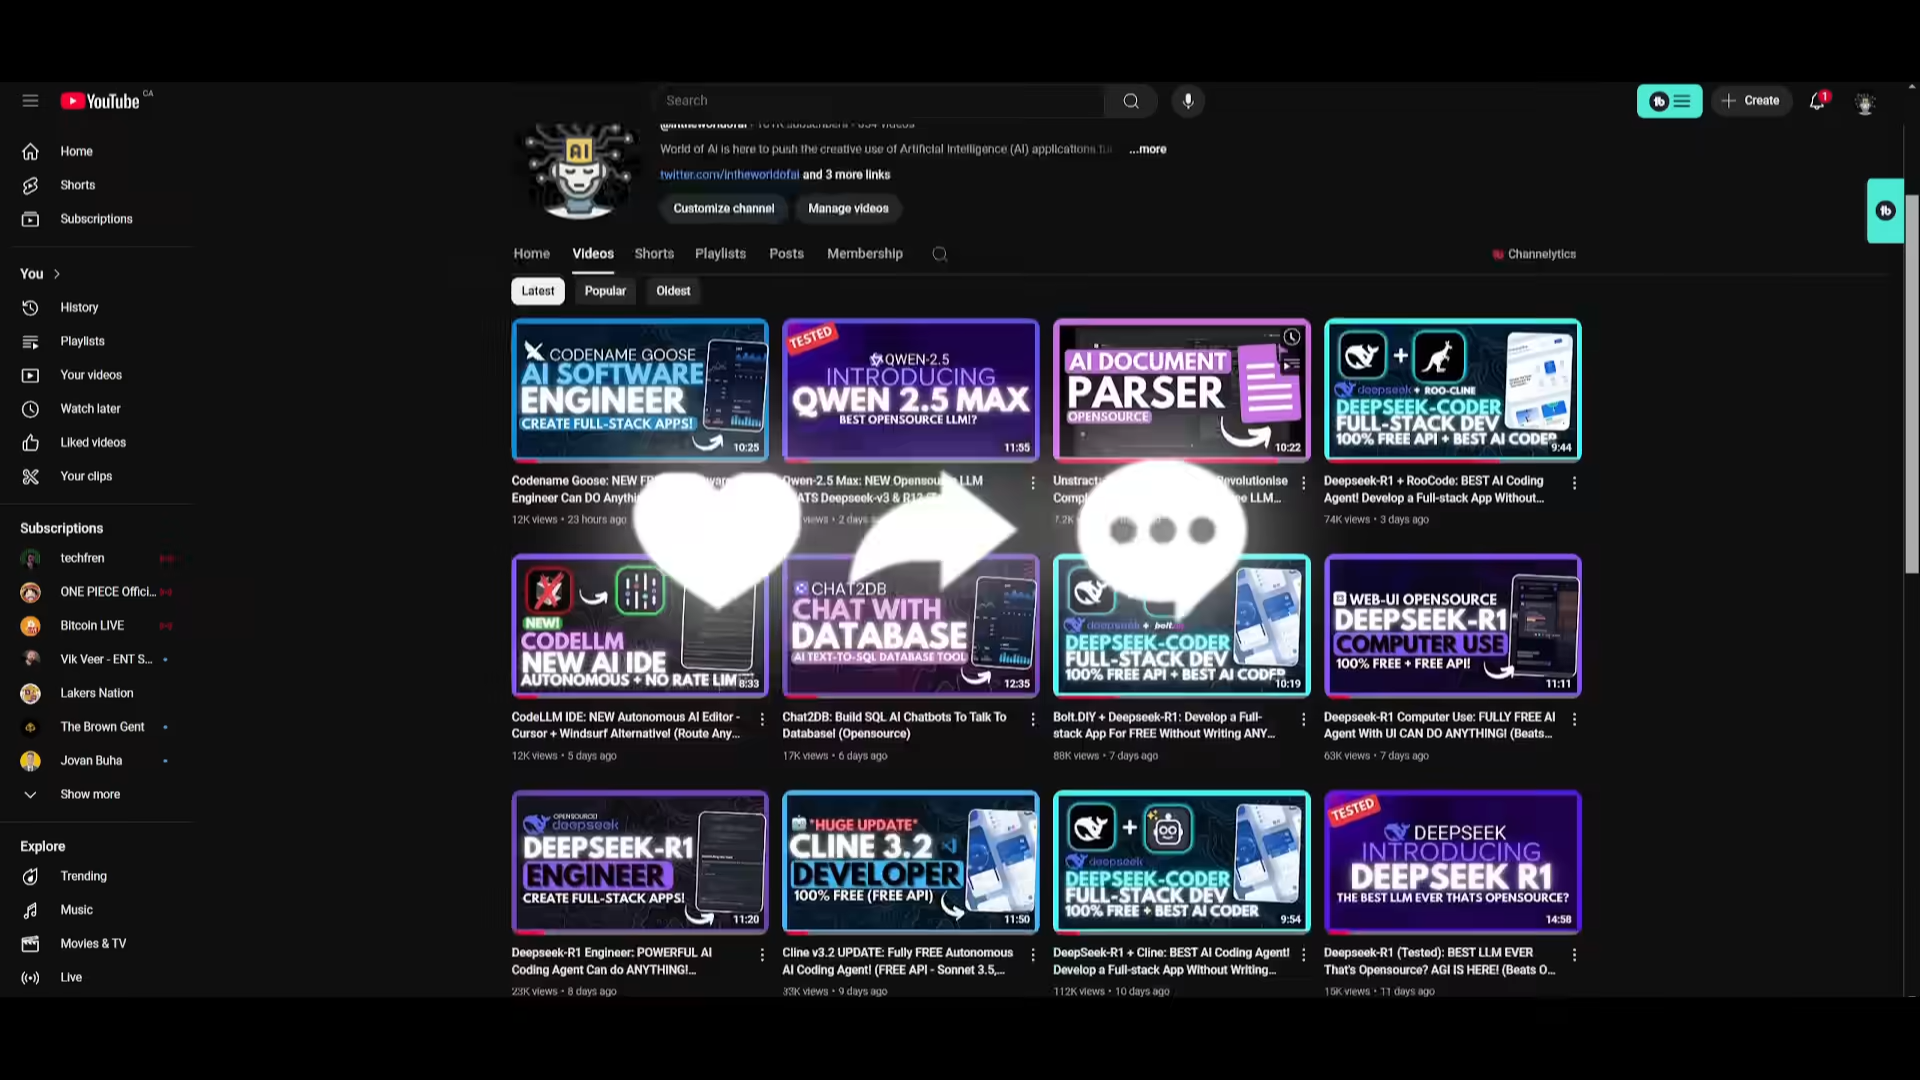 YouTube CA
Search
Create
1
Home
Shorts
Subscriptions
You
History
Playlists
Your videos
Watch later
Liked videos
Your clips
Subscriptions
techfren
ONE PIECE Offici...
Bitcoin LIVE
Vik Veer - ENT S...
Lakers Nation
The Brown Gent
Jovan Buha
Show more
Explore
Trending
Music
Movies & TV
Live
AI
World of AI is here to push the creative use of Artificial Intelligence (AI) applications
...more
twitter.com/intheworldofai and 3 more links
Customize channel
Manage videos
Home
Videos
Shorts
Playlists
Posts
Membership
Channelytics
Latest
Popular
Oldest
CODENAME GOOSE
AI SOFTWARE
ENGINEER
CREATE FULL-STACK APPS!
10:25
Codename Goose: NEW
Engineer Can DO
12K views • 23 hours ago
TESTED
QWEN-2.5
INTRODUCING
QWEN 2.5 MAX
BEST OPENSOURCE LLM!?
11:55
Qwen-2.5 Max: NEW LLM
Deepseek-v3 &
views • 2 days
AI DOCUMENT
PARSER
OPENSOURCE
10:22
Unstract:
LLM...
deepseek + ROO-CLINE
DEEPSEEK-CODER
FULL-STACK DEV
100% FREE API + BEST AI CODER
9:44
Deepseek-R1 + RooCode: BEST AI Coding
Agent! Develop a Full-stack App Without...
74K views • 3 days ago
NEW!
CODELLM
NEW AI IDE
AUTONOMOUS + NO RATE LIM
8:33
CodeLLM IDE: NEW Autonomous AI Editor -
Cursor + Windsurf Alternative! (Route Any...
12K views • 5 days ago
CHAT2DB
CHAT WITH
DATABASE
AI TEXT-TO-SQL DATABASE TOOL
12:35
Chat2DB: Build SQL AI Chatbots To Talk To
Database! (Opensource)
17K views • 6 days ago
deepseek + bolt
DEEPSEEK-CODER
FULL-STACK DEV
100% FREE API + BEST AI CODER
10:19
Bolt.DIY + Deepseek-R1: Develop a Full-
stack App For FREE Without Writing ANY...
88K views • 7 days ago
WEB-UI OPENSOURCE
DEEPSEEK-R1
COMPUTER USE
100% FREE + FREE API!
11:11
Deepseek-R1 Computer Use: FULLY FREE AI
Agent With UI CAN DO ANYTHING! (Beats...
63K views • 7 days ago
OPENSOURCE!
deepseek
DEEPSEEK-R1
ENGINEER
CREATE FULL-STACK APPS!
11:20
Deepseek-R1 Engineer: POWERFUL AI
Coding Agent Can do ANYTHING!...
23K views • 8 days ago
*HUGE UPDATE*
CLINE 3.2
DEVELOPER
100% FREE (FREE API)
11:50
Cline v3.2 UPDATE: Fully FREE Autonomous
AI Coding Agent! (FREE API - Sonnet 3.5,...
33K views • 9 days ago
deepseek
DEEPSEEK-CODER
FULL-STACK DEV
100% FREE + BEST AI CODER
9:54
DeepSeek-R1 + Cline: BEST AI Coding Agent!
Develop a Full-stack App Without Writing...
112K views • 10 days ago
TESTED
DEEPSEEK
INTRODUCING
DEEPSEEK R1
THE BEST LLM EVER THATS OPENSOURCE?
14:58
Deepseek-R1 (Tested): BEST LLM EVER
That's Opensource? AGI IS HERE! (Beats O...
15K views • 11 days ago